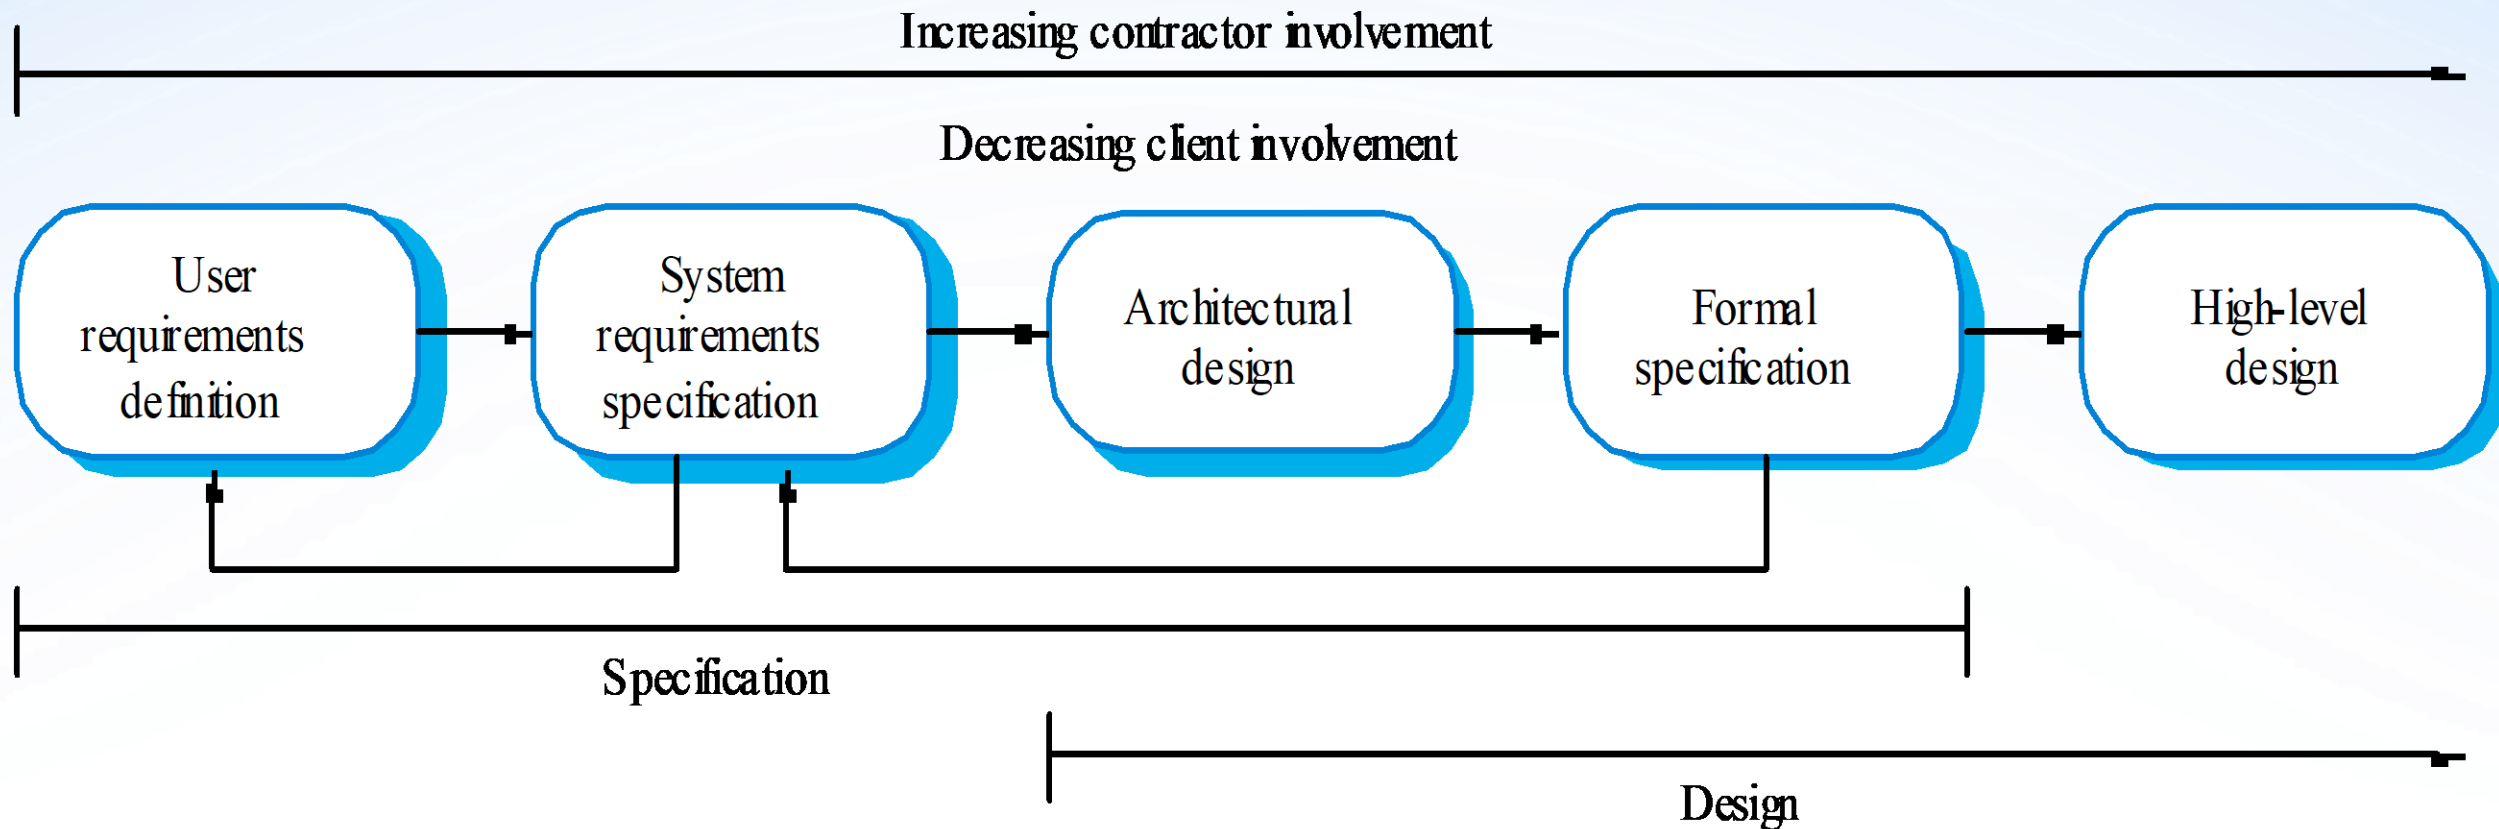 Increasing contractor involvement
Decreasing client involvement
User
requirements
definition
System
requirements
specification
Architectural
design
Formal
specification
High-level
design
Specification
Design